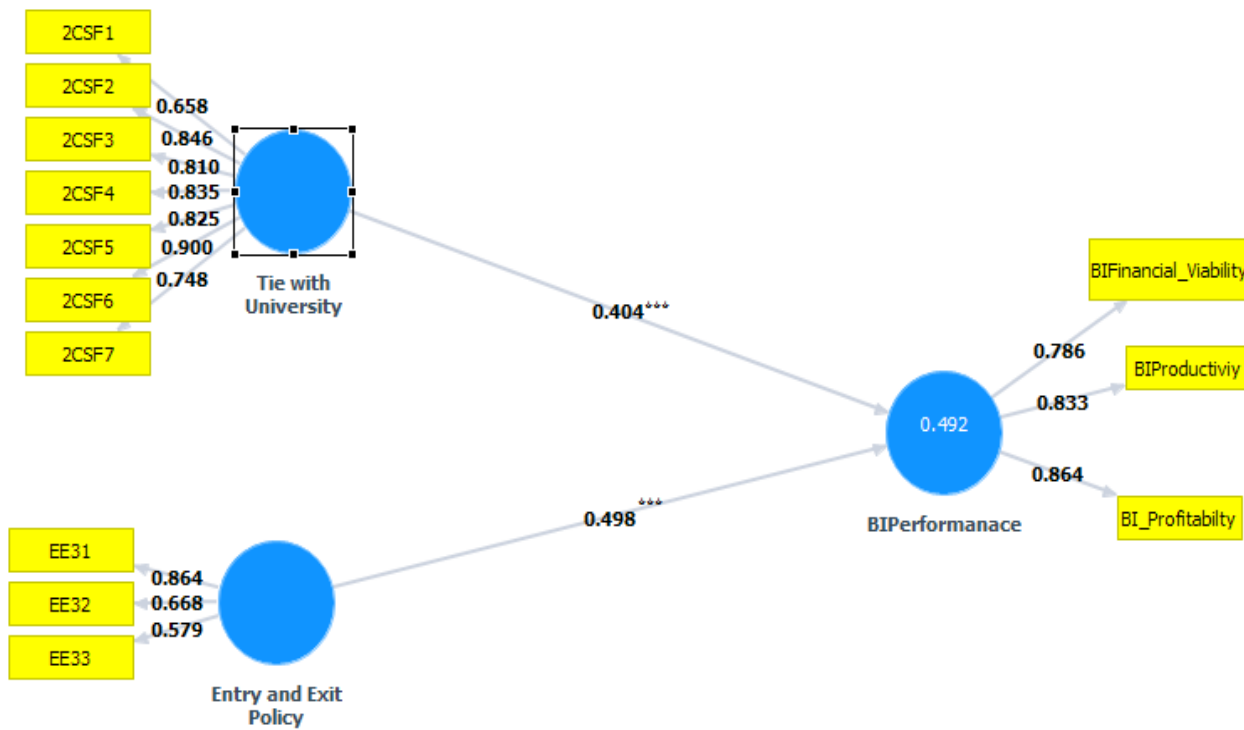 2CSF1
2CSF2
2CSF3
2CSF4
2CSF5
2CSF6
2CSF7
0.658
0.846
0.810
0.835
0.825
0.900
0.748
Tie with
University
0.404***
BIFinancial_Viability
BIProductiviy
BI_Profitabilty
0.786
0.833
0.864
0.492
BIPerformanace
0.498***
EE31
EE32
EE33
0.864
0.668
0.579
Entry and Exit
Policy